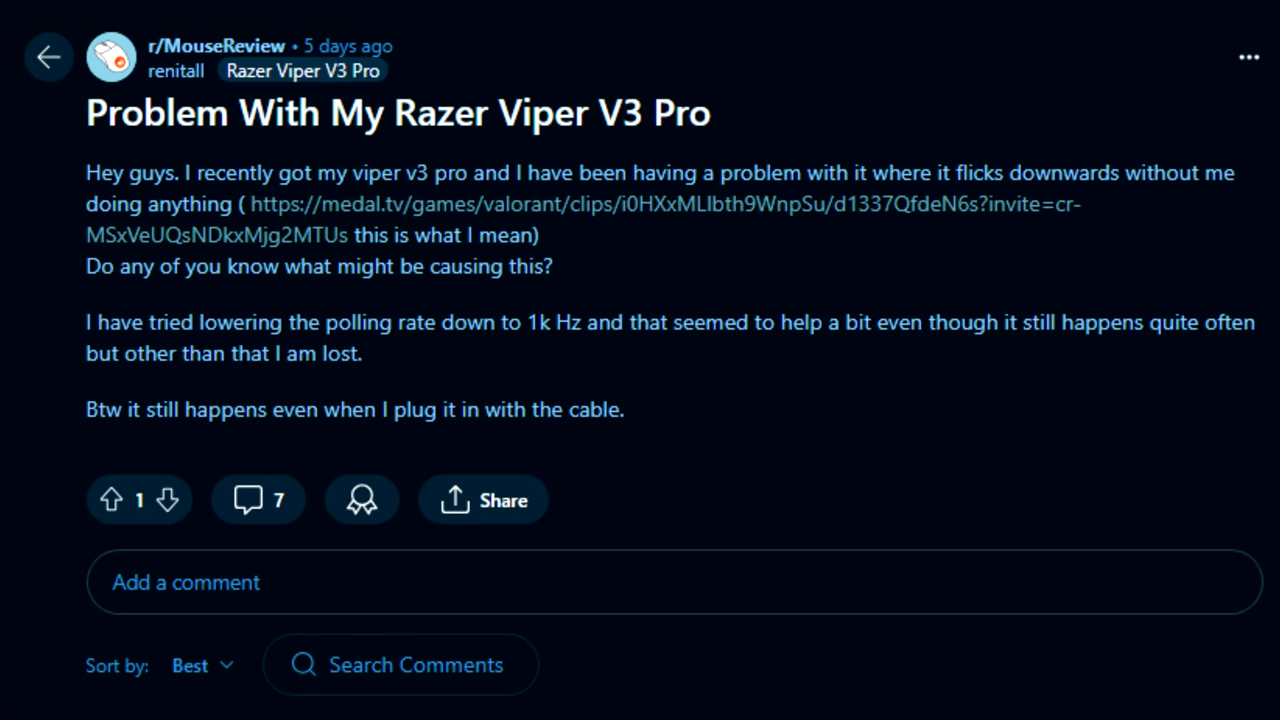 r/MouseReview • 5 days ago
renitall Razer Viper V3 Pro
Problem With My Razer Viper V3 Pro
Hey guys. I recently got my viper v3 pro and I have been having a problem with it where it flicks downwards without me
doing anything ( https://medal.tv/games/valorant/clips/i0HXxMLIbth9WnpSu/d1337QfdeN6s?invite=cr-
MSxVeUQsNDkxMjg2MTUs this is what I mean)
Do any of you know what might be causing this?
I have tried lowering the polling rate down to 1k Hz and that seemed to help a bit even though it still happens quite often
but other than that I am lost.
Btw it still happens even when I plug it in with the cable.
1 7 Share
Add a comment
Sort by: Best Search Comments